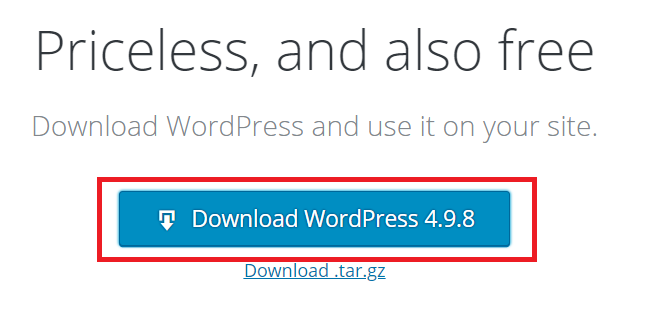 Priceless, and also free
Download WordPress and use it on your site.
Download WordPress 4.9.8
Download .tar.gz